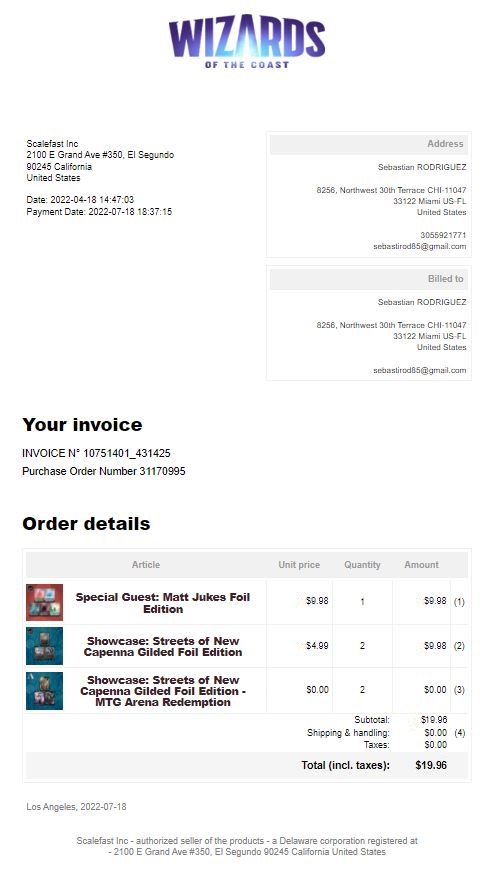 WIZARDS
OF THE COAST
Scalefast Inc
2100 E Grand Ave #350, El Segundo
90245 California
United States
Date: 2022-04-18 14:47:03
Payment Date: 2022-07-18 18:37:15
Address
Sebastian RODRIGUEZ
8256, Northwest 30th Terrace CHI-11047
33122 Miami US-FL
United States
3055921771
sebastirod85@gmail.com
Billed to
Sebastian RODRIGUEZ
8256, Northwest 30th Terrace CHI-11047
33122 Miami US-FL
United States
sebastirod85@gmail.com
Your invoice
INVOICE N° 10751401_431425
Purchase Order Number 31170995
Order details
Article Unit price Quantity Amount
Special Guest: Matt Jukes Foil
Edition
$9.98 1 $9.98 (1)
Showcase: Streets of New
Capenna Gilded Foil Edition
$4.99 2 $9.98 (2)
Showcase: Streets of New
Capenna Gilded Foil Edition -
MTG Arena Redemption
$0.00 2 $0.00 (3)
Subtotal: $19.96
Shipping & handling: $0.00 (4)
Taxes: $0.00
Total (incl. taxes): $19.96
Los Angeles, 2022-07-18
Scalefast Inc - authorized seller of the products - a Delaware corporation registered at
- 2100 E Grand Ave #350, El Segundo 90245 California United States